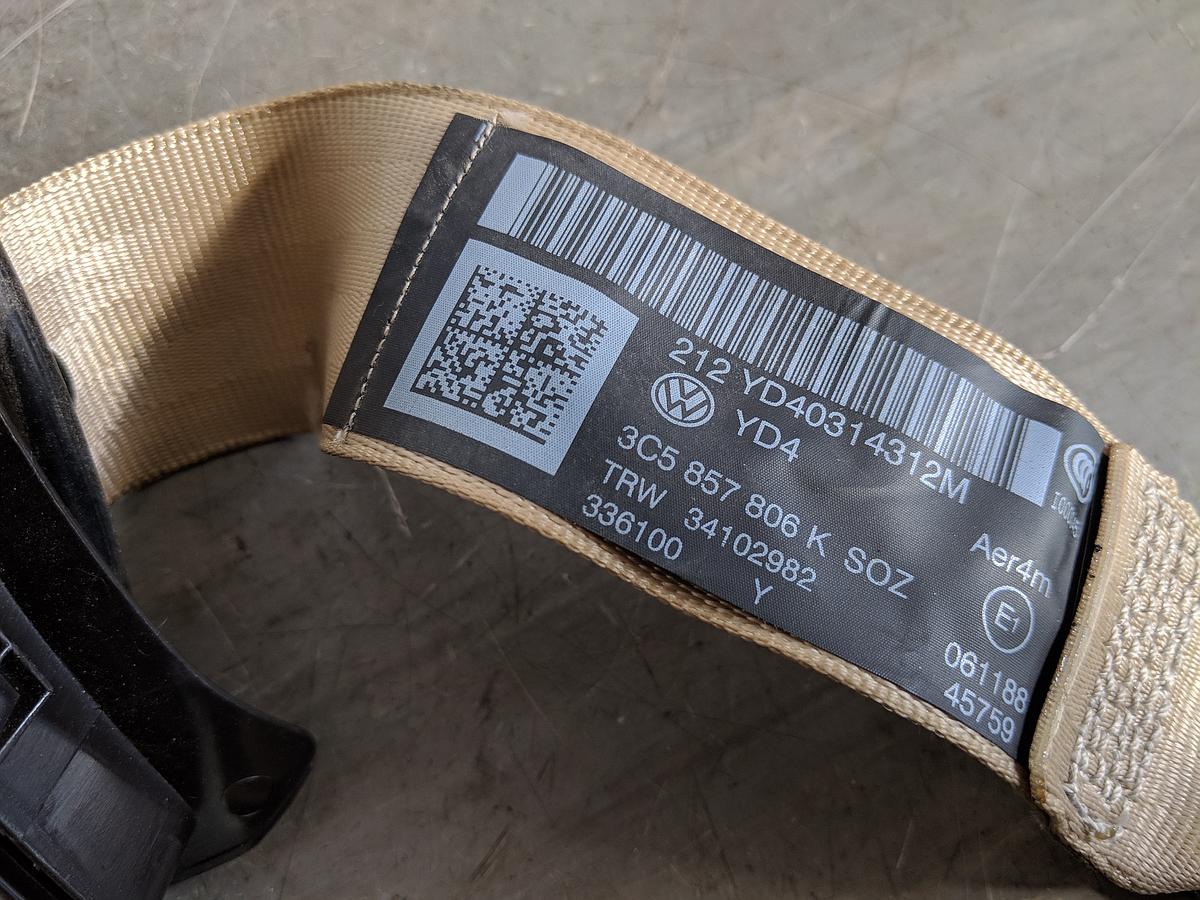 212 YD40314312M
YD4
3C5 857 806 K SOZ
TRW 34102982
336100 Y
Aer4m
E1
061188
45759